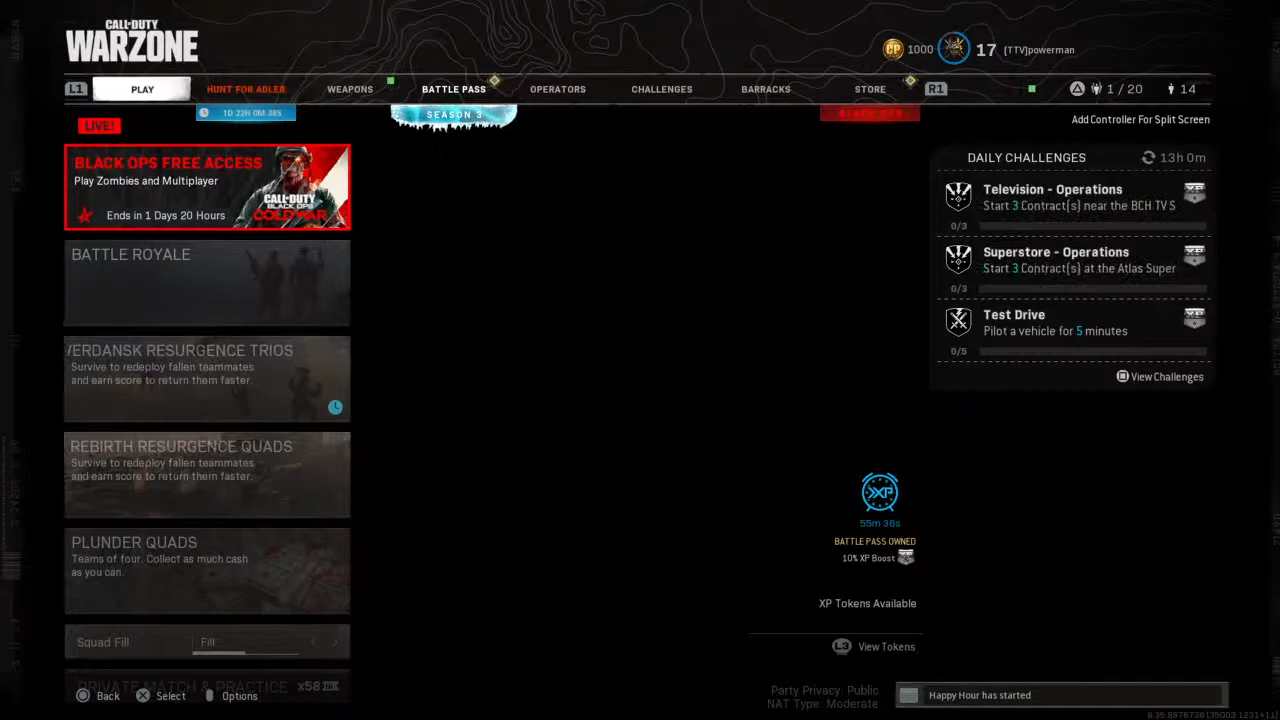 CALL·DUTY
WARZONE
CP 1000 17 [TTV]powerman
L1 PLAY HUNT FOR ADLER WEAPONS BATTLE PASS OPERATORS CHALLENGES BARRACKS STORE R1 1 / 20 14
1D 22H 0M 38S SEASON 3 BLACK OPS
Add Controller For Split Screen
LIVE!
BLACK OPS FREE ACCESS
Play Zombies and Multiplayer
Ends in 1 Days 20 Hours
CALL·DUTY
BLACK OPS
COLD WAR
BATTLE ROYALE
VERDANSK RESURGENCE TRIOS
Survive to redeploy fallen teammates
and earn score to return them faster.
REBIRTH RESURGENCE QUADS
Survive to redeploy fallen teammates
and earn score to return them faster.
PLUNDER QUADS
Teams of four. Collect as much cash
as you can.
Squad Fill Fill
PRIVATE MATCH & PRACTICE x58
Back Select Options
DAILY CHALLENGES 13h 0m
Television - Operations
Start 3 Contract(s) near the BCH TV S
0/3
Superstore - Operations
Start 3 Contract(s) at the Atlas Super
0/3
Test Drive
Pilot a vehicle for 5 minutes
0/5
View Challenges
XP
55m 38s
BATTLE PASS OWNED
10% XP Boost
XP Tokens Available
L3 View Tokens
Party Privacy: Public
NAT Type: Moderate
Happy Hour has started